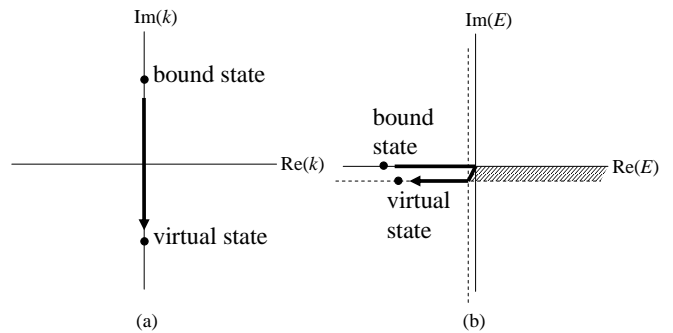 Im(k)
bound state
Re(k)
virtual state
(a)
Im(E)
bound
state
Re(E)
virtual
state
(b)